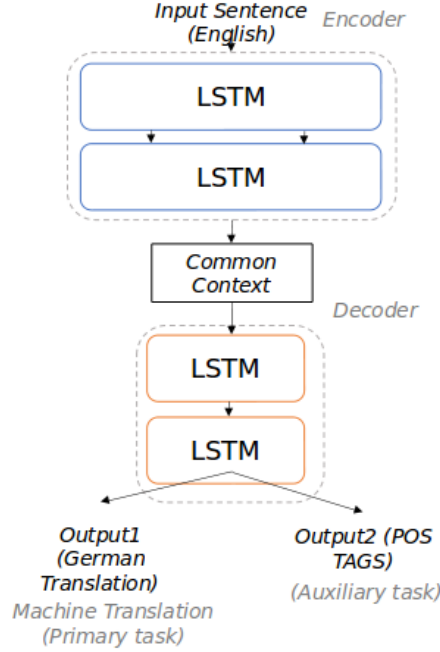 Input Sentence
(English)
Encoder
LSTM
LSTM
Common
Context
Decoder
LSTM
LSTM
Output1
(German
Translation)
Machine Translation
(Primary task)
Output2 (POS
TAGS)
(Auxiliary task)